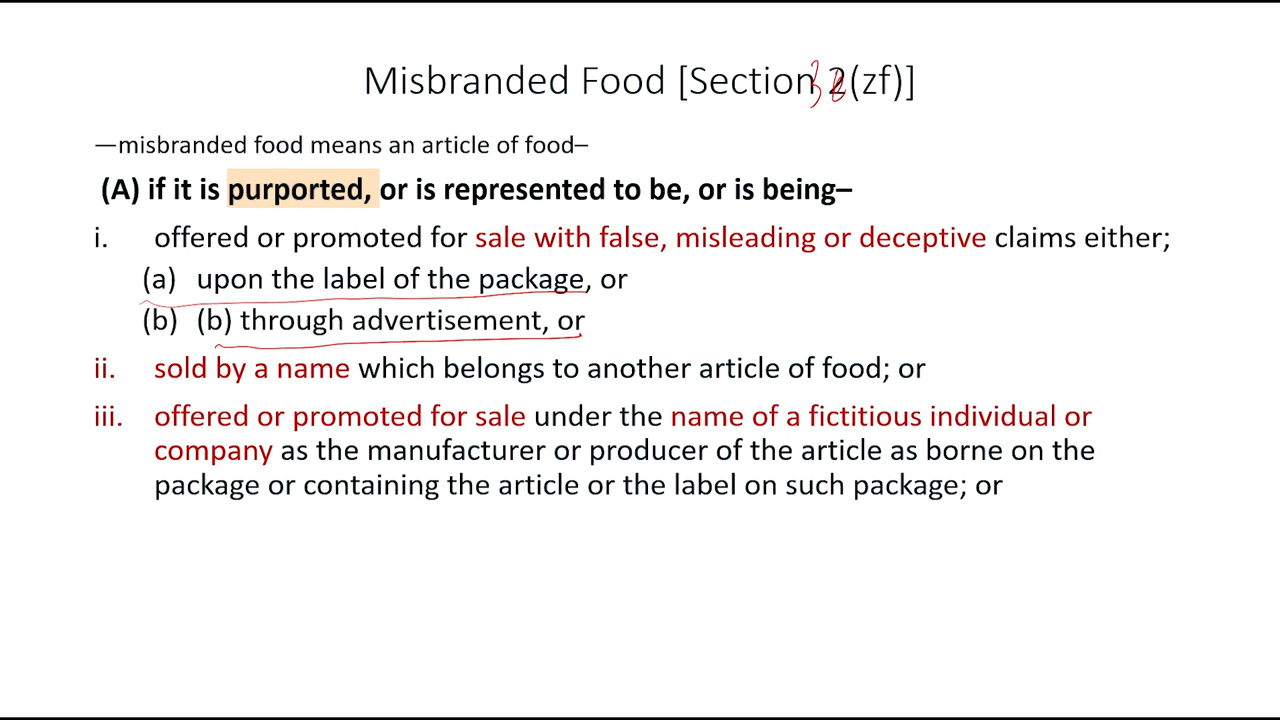 Misbranded Food [Section 2(zf)]
—misbranded food means an article of food–
(A) if it is purported, or is represented to be, or is being–
i. offered or promoted for sale with false, misleading or deceptive claims either;
(a) upon the label of the package, or
(b) (b) through advertisement, or
ii. sold by a name which belongs to another article of food; or
iii. offered or promoted for sale under the name of a fictitious individual or
company as the manufacturer or producer of the article as borne on the
package or containing the article or the label on such package; or